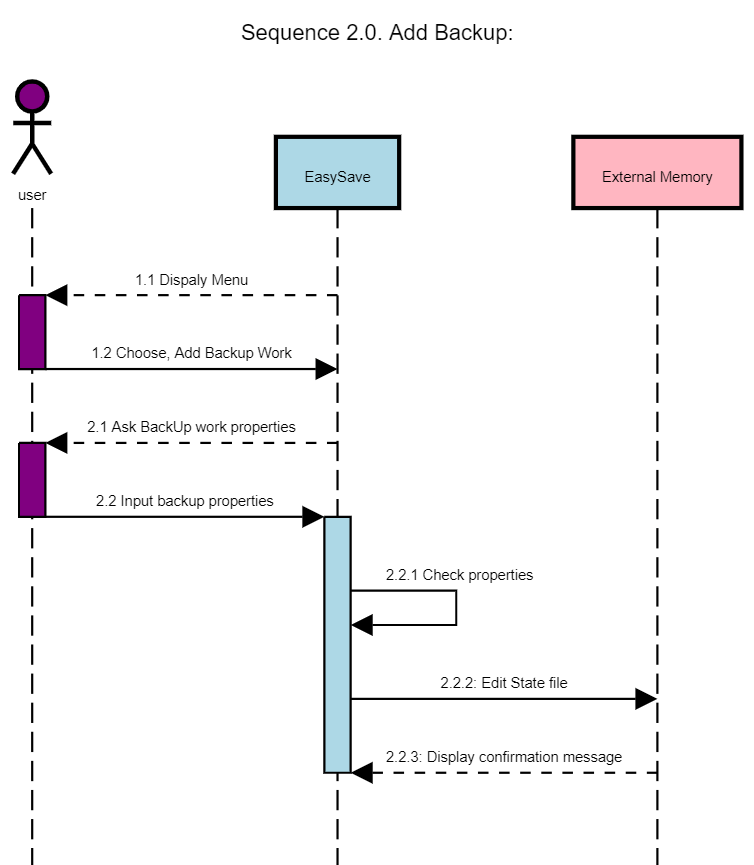 Sequence 2.0. Add Backup:
user
EasySave
External Memory
1.1 Dispaly Menu
1.2 Choose, Add Backup Work
2.1 Ask BackUp work properties
2.2 Input backup properties
2.2.1 Check properties
2.2.2: Edit State file
2.2.3: Display confirmation message